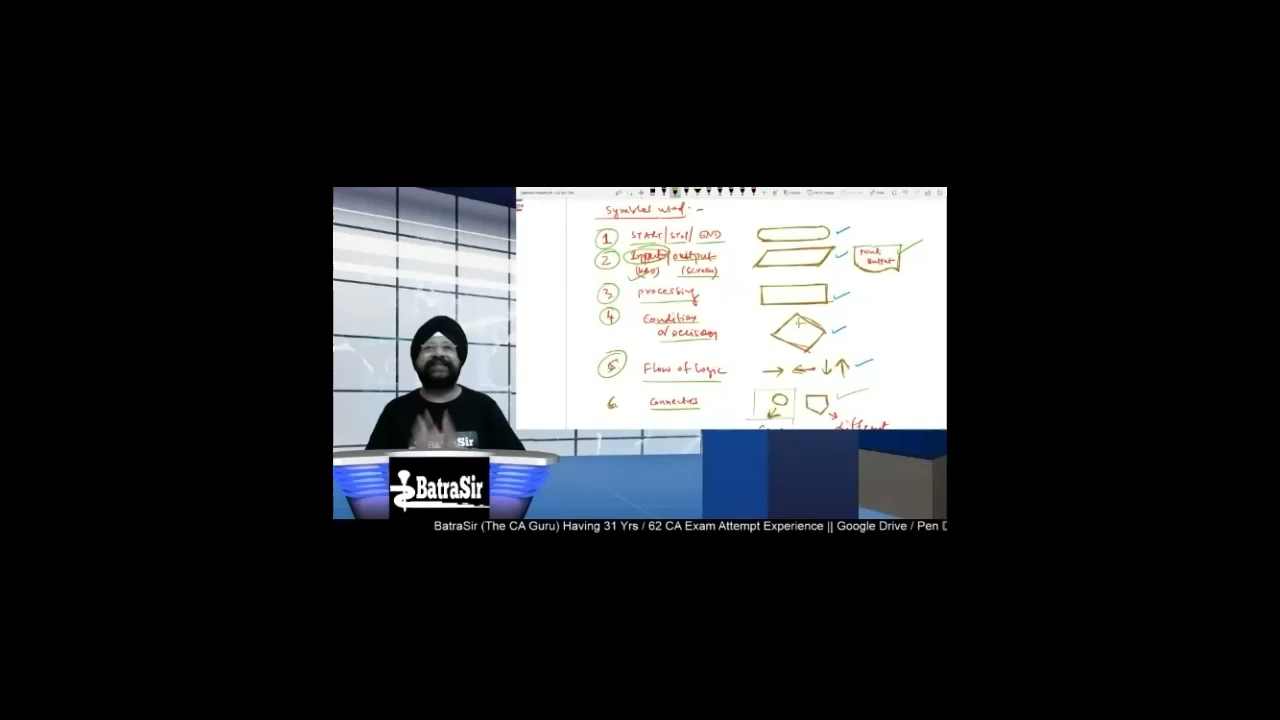 Symbols used:-
1 START/STOP/END
2 Input/output
Print
Output
(screen)
3 processing
4 Condition
5 Flow of logic
6 Connectors
different
Sir
BatraSir
BatraSir (The CA Guru) Having 31 Yrs / 62 CA Exam Attempt Experience || Google Drive / Pen D